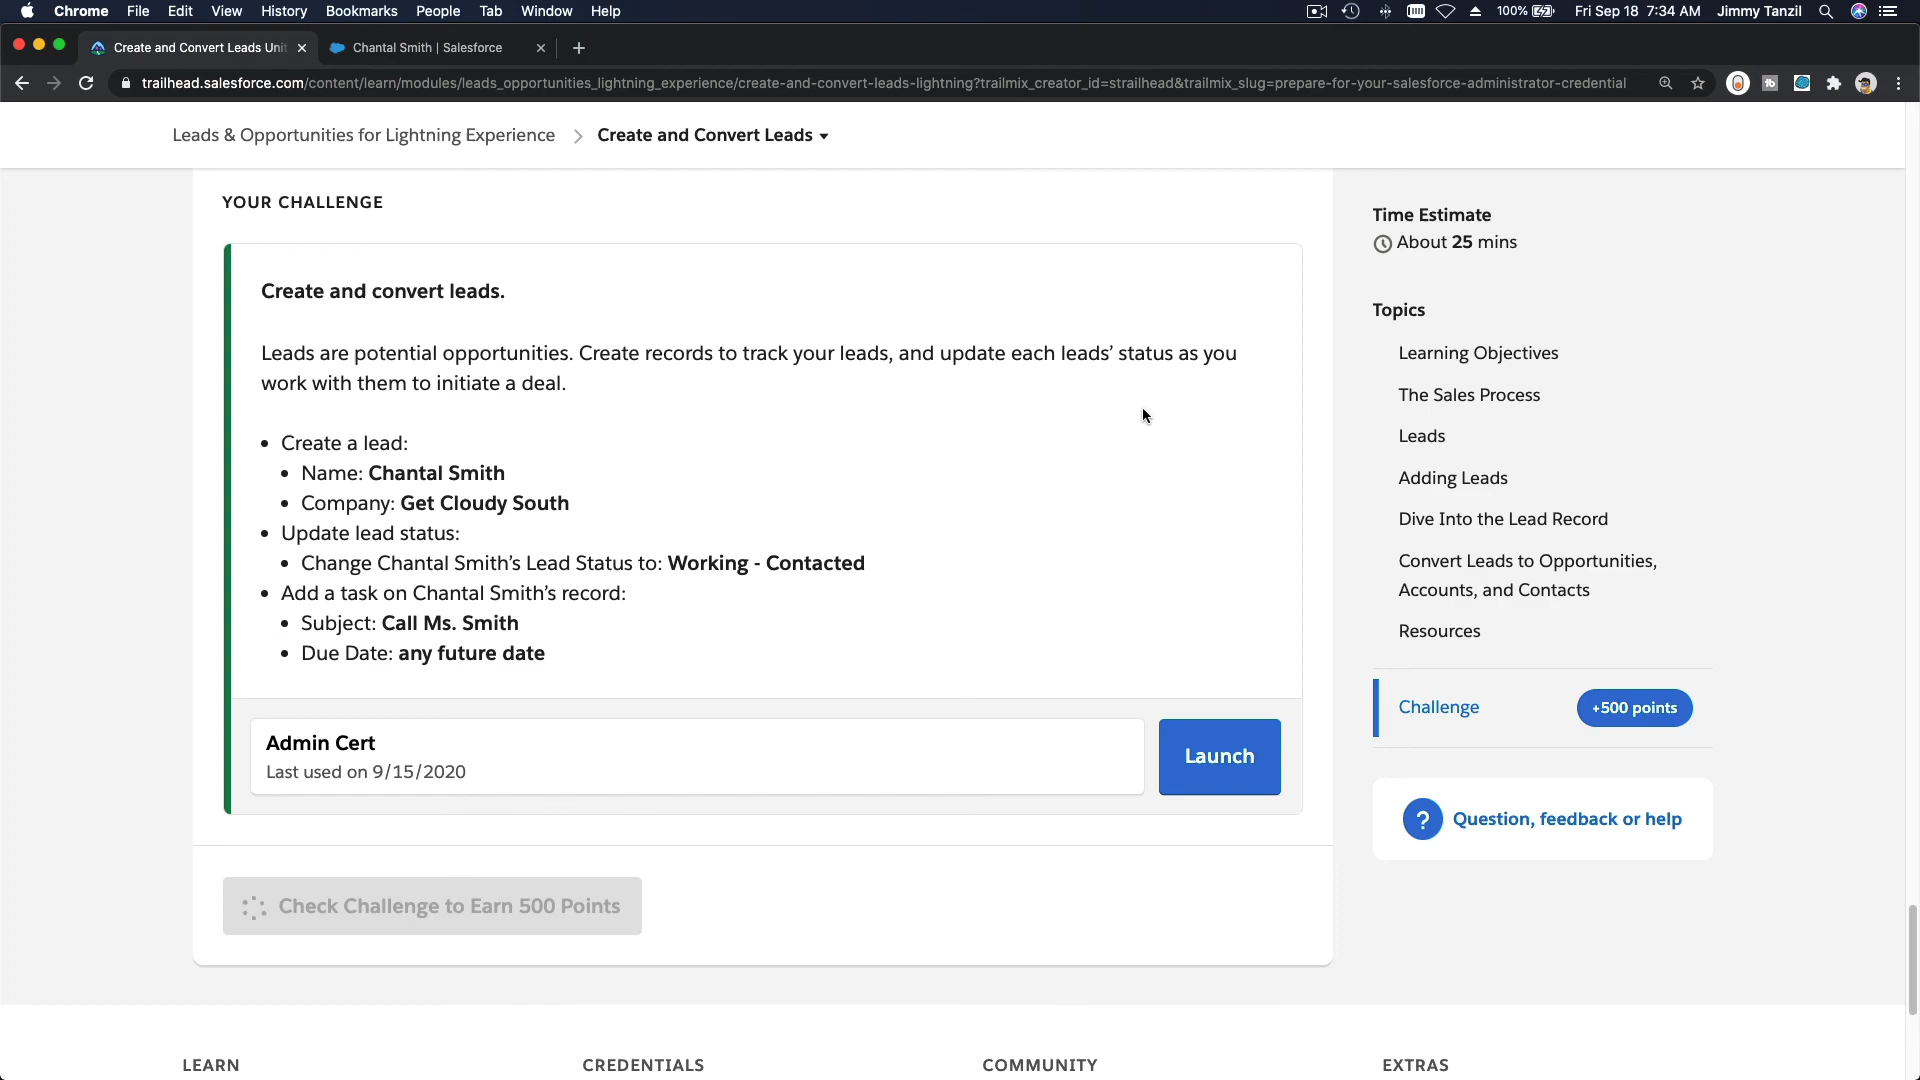 Chrome File Edit View History Bookmarks People Tab Window Help 100% Fri Sep 18 7:34 AM Jimmy Tanzil
Create and Convert Leads Unit Chantal Smith | Salesforce
trailhead.salesforce.com/content/learn/modules/leads_opportunities_lightning_experience/create-and-convert-leads-lightning?trailmix_creator_id=strailhead&trailmix_slug=prepare-for-your-salesforce-administrator-credential
Leads & Opportunities for Lightning Experience Create and Convert Leads
YOUR CHALLENGE
Create and convert leads.
Leads are potential opportunities. Create records to track your leads, and update each leads’ status as you
work with them to initiate a deal.
Create a lead:
Name: Chantal Smith
Company: Get Cloudy South
Update lead status:
Change Chantal Smith’s Lead Status to: Working - Contacted
Add a task on Chantal Smith’s record:
Subject: Call Ms. Smith
Due Date: any future date
Admin Cert
Last used on 9/15/2020
Launch
Check Challenge to Earn 500 Points
Time Estimate
About 25 mins
Topics
Learning Objectives
The Sales Process
Leads
Adding Leads
Dive Into the Lead Record
Convert Leads to Opportunities,
Accounts, and Contacts
Resources
Challenge +500 points
? Question, feedback or help
LEARN CREDENTIALS COMMUNITY EXTRAS